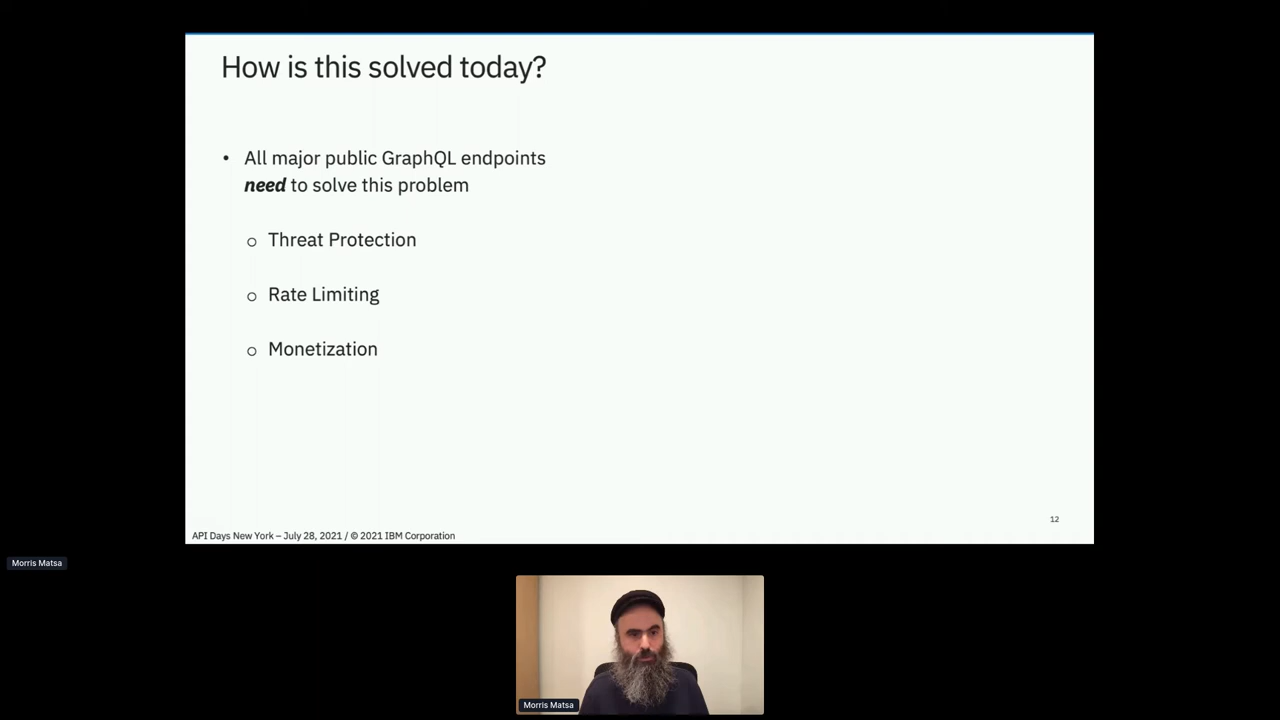 How is this solved today?
• All major public GraphQL endpoints
need to solve this problem
o Threat Protection
o Rate Limiting
o Monetization
12
API Days New York – July 28, 2021 / © 2021 IBM Corporation
Morris Matsa
Morris Matsa